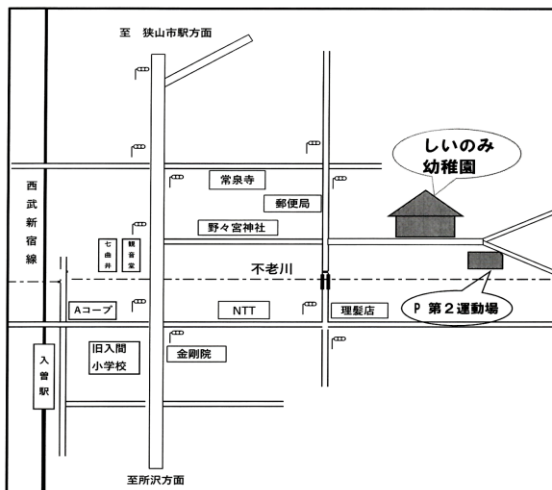 至 狭山市駅方面
しいのみ
幼稚園
常泉寺
郵便局
西武新宿線
野々宮神社
七曲井
観音堂
不老川
Aコープ
NTT
理髪店
P 第2運動場
入曽駅
旧入間
小学校
金剛院
至所沢方面